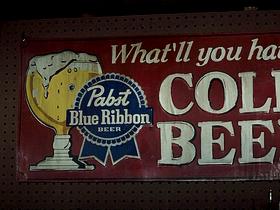 What'll you ha
Pabst
Blue Ribbon
BEER
COL
BEE